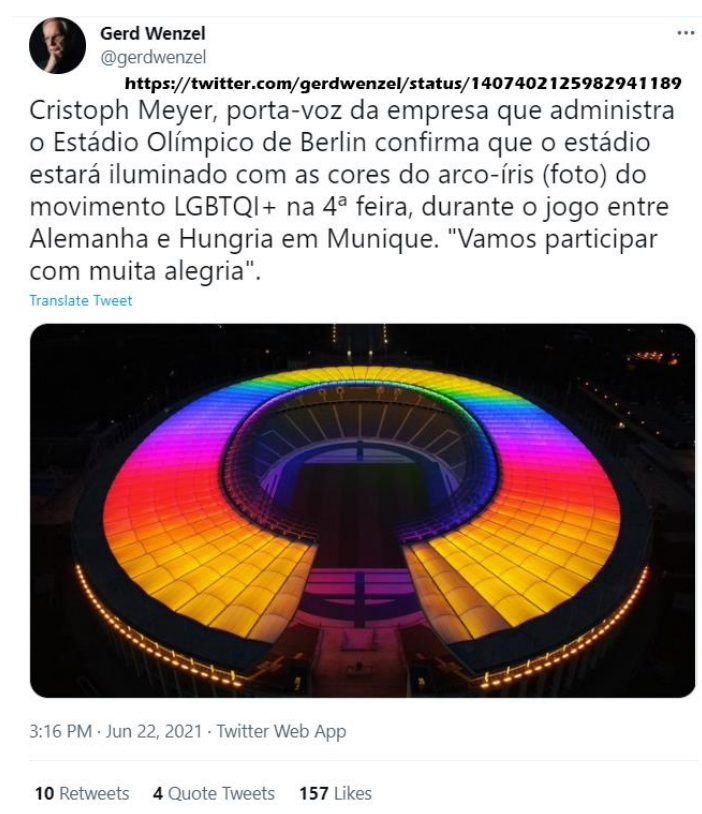 Gerd Wenzel
@gerdwenzel
https://twitter.com/gerdwenzel/status/1407402125982941189
Cristoph Meyer, porta-voz da empresa que administra
o Estádio Olímpico de Berlin confirma que o estádio
estará iluminado com as cores do arco-íris (foto) do
movimento LGBTQI+ na 4ª feira, durante o jogo entre
Alemanha e Hungria em Munique. "Vamos participar
com muita alegria".
Translate Tweet
3:16 PM · Jun 22, 2021 · Twitter Web App
10 Retweets 4 Quote Tweets 157 Likes